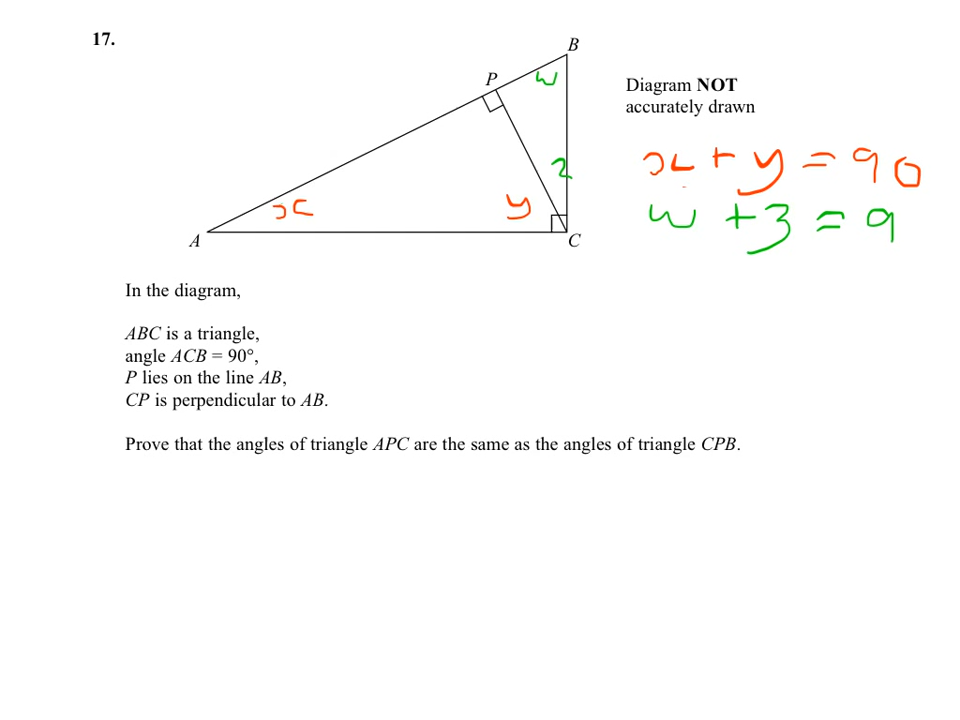 17.
B
P
w
Diagram NOT
accurately drawn
z
x + y = 90
x
y
w + z = 9
A
C
In the diagram,
ABC is a triangle,
angle ACB = 90°,
P lies on the line AB,
CP is perpendicular to AB.
Prove that the angles of triangle APC are the same as the angles of triangle CPB.